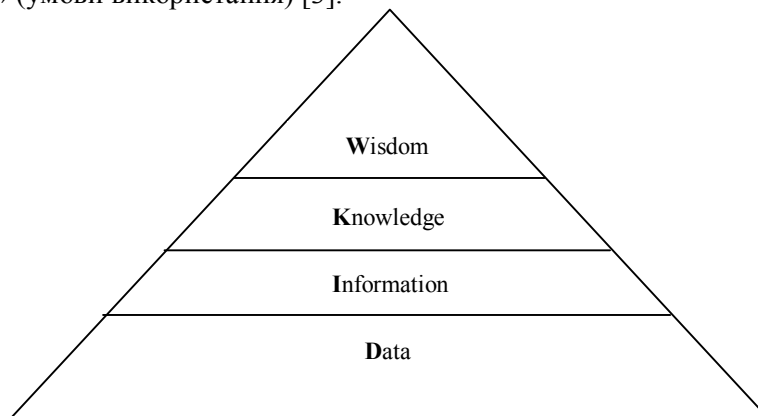 (умови використання) [5].
Wisdom
Knowledge
Information
Data